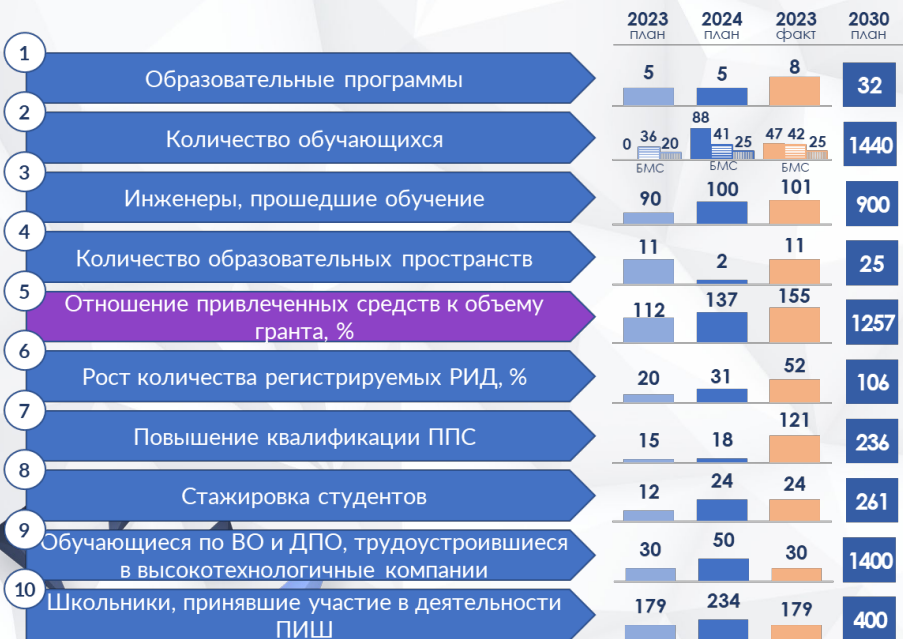 2023 2024 2023 2030
план план факт план
1
Образовательные программы
5 5 8 32
2
Количество обучающихся
0 36 20 88 41 25 47 42 25 1440
БМС БМС БМС
3
Инженеры, прошедшие обучение
90 100 101 900
4
Количество образовательных пространств
11 2 11 25
5
Отношение привлеченных средств к объему
гранта, %
112 137 155 1257
6
Рост количества регистрируемых РИД, %
20 31 52 106
7
Повышение квалификации ППС
15 18 121 236
8
Стажировка студентов
12 24 24 261
9
Обучающиеся по ВО и ДПО, трудоустроившиеся
в высокотехнологичные компании
30 50 30 1400
10
Школьники, принявшие участие в деятельности
ПИШ
179 234 179 400